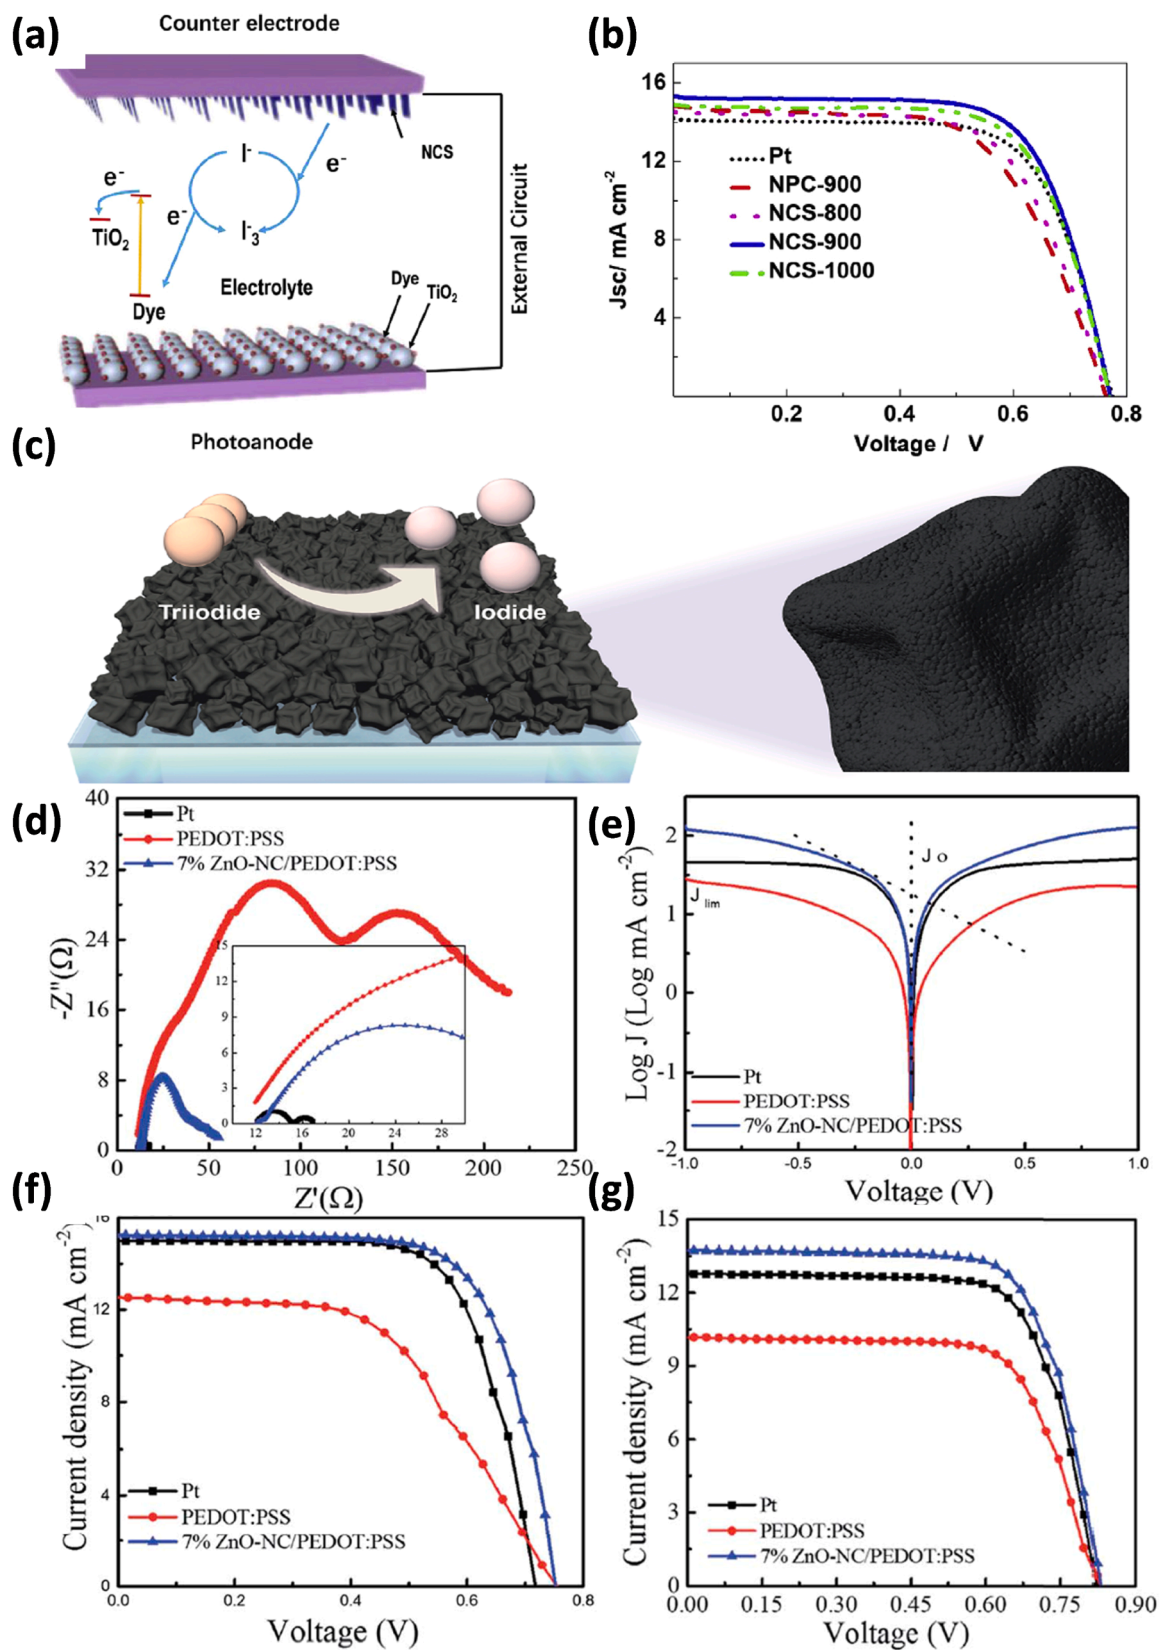 (a)
Counter electrode
NCS
e-
I-
e-
e-
TiO2
I-3
Dye
Electrolyte
Dye
TiO2
External Circuit
Photoanode
(b)
Jsc/ mA cm-2
16
12
8
4
Pt
NPC-900
NCS-800
NCS-900
NCS-1000
0.2 0.4 0.6 0.8
Voltage / V
(c)
Triiodide
Iodide
(d)
-Z"(Ω)
40
32
24
16
8
0
Pt
PEDOT:PSS
7% ZnO-NC/PEDOT:PSS
15
12
9
6
3
0
12 16 20 24 28
0 50 100 150 200 250
Z'(Ω)
(e)
Log J (Log mA cm-2)
2
1
0
-1
-2
J lim
J o
Pt
PEDOT:PSS
7% ZnO-NC/PEDOT:PSS
-1.0 -0.5 0.0 0.5 1.0
Voltage (V)
(f)
Current density (mA cm-2)
16
12
8
4
0
Pt
PEDOT:PSS
7% ZnO-NC/PEDOT:PSS
0.0 0.2 0.4 0.6 0.8
Voltage (V)
(g)
Current density (mA cm-2)
15
12
9
6
3
0
Pt
PEDOT:PSS
7% ZnO-NC/PEDOT:PSS
0.00 0.15 0.30 0.45 0.60 0.75 0.90
Voltage (V)